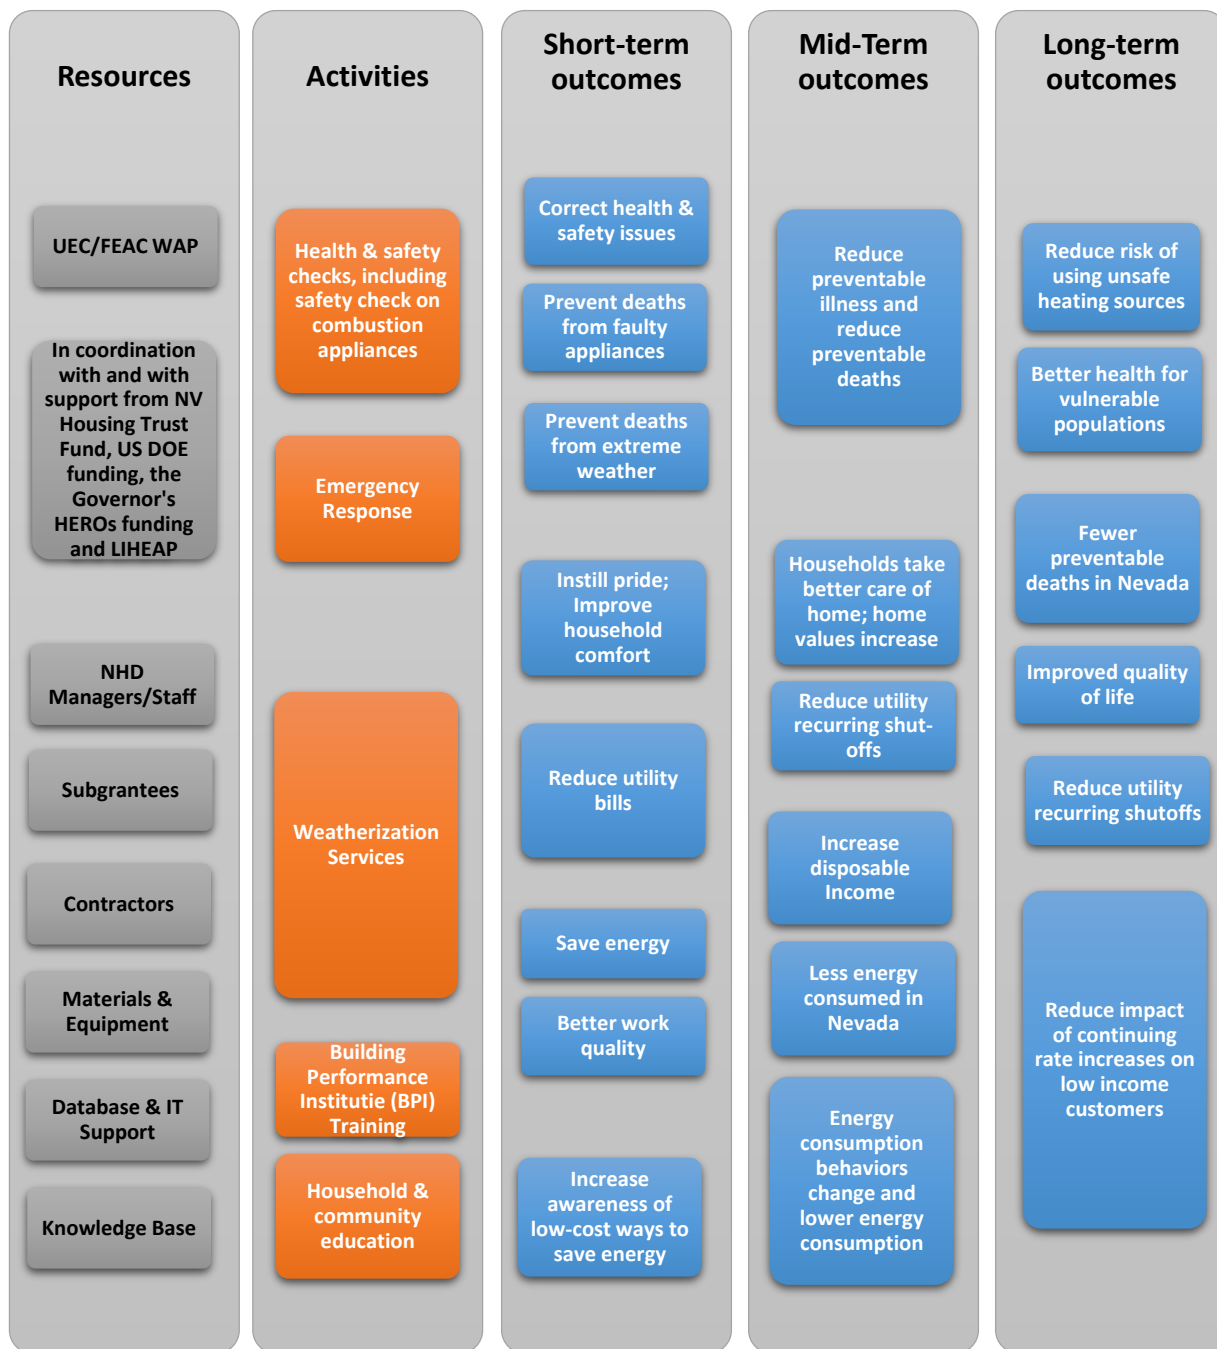 Resources
UEC/FEAC WAP
In coordination
with and with
support from NV
Housing Trust
Fund, US DOE
funding, the
Governor's
HEROs funding
and LIHEAP
NHD
Managers/Staff
Subgrantees
Contractors
Materials &
Equipment
Database & IT
Support
Knowledge Base
Activities
Health & safety
checks, including
safety check on
combustion
appliances
Emergency
Response
Weatherization
Services
Building
Performance
Institutie (BPI)
Training
Household &
community
education
Short-term
outcomes
Correct health &
safety issues
Prevent deaths
from faulty
appliances
Prevent deaths
from extreme
weather
Instill pride;
Improve
household
comfort
Reduce utility
bills
Save energy
Better work
quality
Increase
awareness of
low-cost ways to
save energy
Mid-Term
outcomes
Reduce
preventable
illness and
reduce
preventable
deaths
Households take
better care of
home; home
values increase
Reduce utility
recurring shut-
offs
Increase
disposable
Income
Less energy
consumed in
Nevada
Energy
consumption
behaviors
change and
lower energy
consumption
Long-term
outcomes
Reduce risk of
using unsafe
heating sources
Better health for
vulnerable
populations
Fewer
preventable
deaths in Nevada
Improved quality
of life
Reduce utility
recurring shutoffs
Reduce impact
of continuing
rate increases on
low income
customers